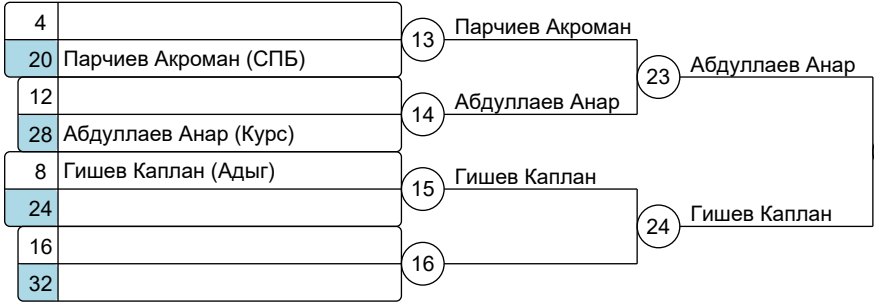 4
13
Парчиев Акроман
20 Парчиев Акроман (СПБ)
23
Абдуллаев Анар
12
14
Абдуллаев Анар
28 Абдуллаев Анар (Курс)
8 Гишев Каплан (Адыг)
15
Гишев Каплан
24
24
Гишев Каплан
16
16
32